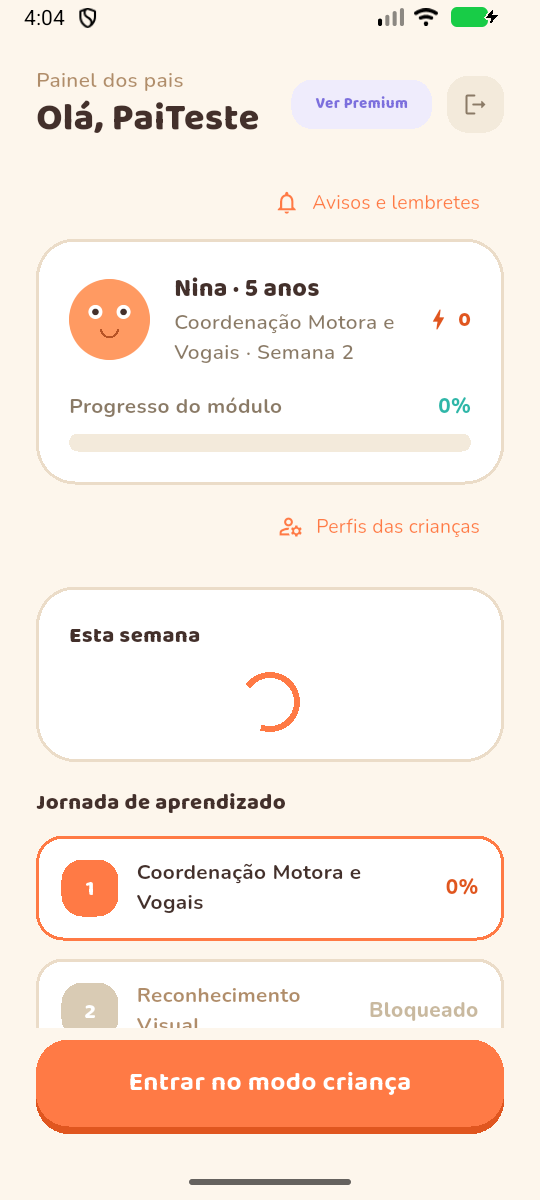 4:04
Painel dos pais
Olá, PaiTeste
Ver Premium
Avisos e lembretes
Nina · 5 anos
Coordenação Motora e
Vogais · Semana 2
0
Progresso do módulo
0%
Perfis das crianças
Esta semana
Jornada de aprendizado
1
Coordenação Motora e
Vogais
0%
2
Reconhecimento
Visual
Bloqueado
Entrar no modo criança